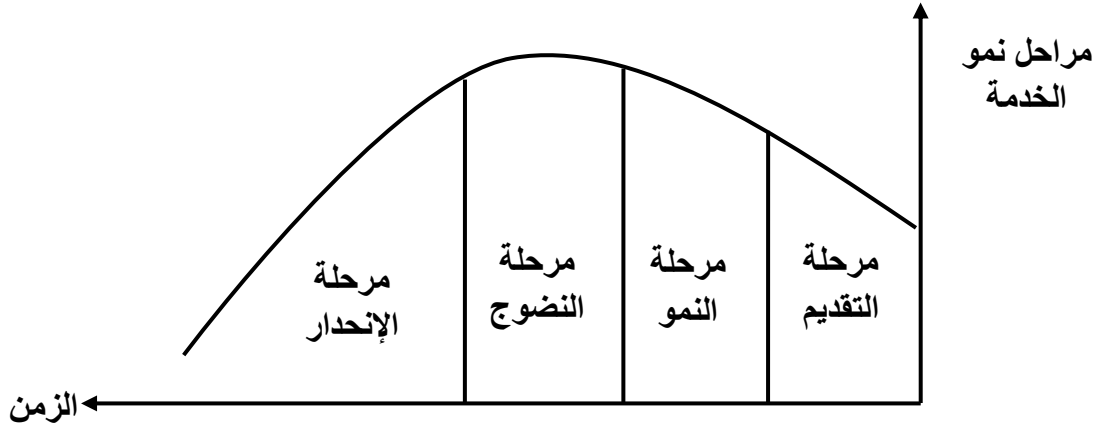 مراحل نمو
الخدمة
مرحلة
التقديم
مرحلة
النمو
مرحلة
النضوج
مرحلة
الإنحدار
الزمن